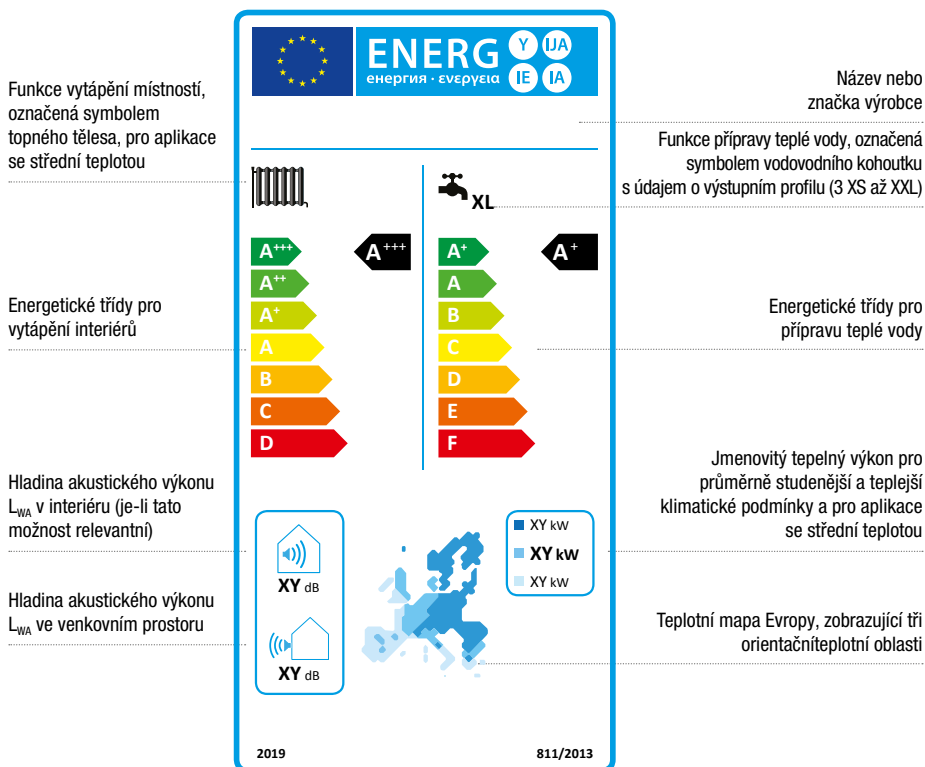 Funkce vytápění místností,
označená symbolem
topného tělesa, pro aplikace
se střední teplotou
Energetické třídy pro
vytápění interiérů
Hladina akustického výkonu
LWA v interiéru (je-li tato
možnost relevantní)
Hladina akustického výkonu
LWA ve venkovním prostoru
ENERG
енергия · ενεργεια
Y IJA
IE IA
XL
A+++ A+++
A++
A+
A
B
C
D
A+ A+
A
B
C
D
E
F
XY dB
XY dB
XY kW
XY kW
XY kW
2019 811/2013
Název nebo
značka výrobce
Funkce přípravy teplé vody, označená
symbolem vodovodního kohoutku
s údajem o výstupním profilu (3 XS až XXL)
Energetické třídy pro
přípravu teplé vody
Jmenovitý tepelný výkon pro
průměrně studenější a teplejší
klimatické podmínky a pro aplikace
se střední teplotou
Teplotní mapa Evropy, zobrazující tři
orientačníteplotní oblasti